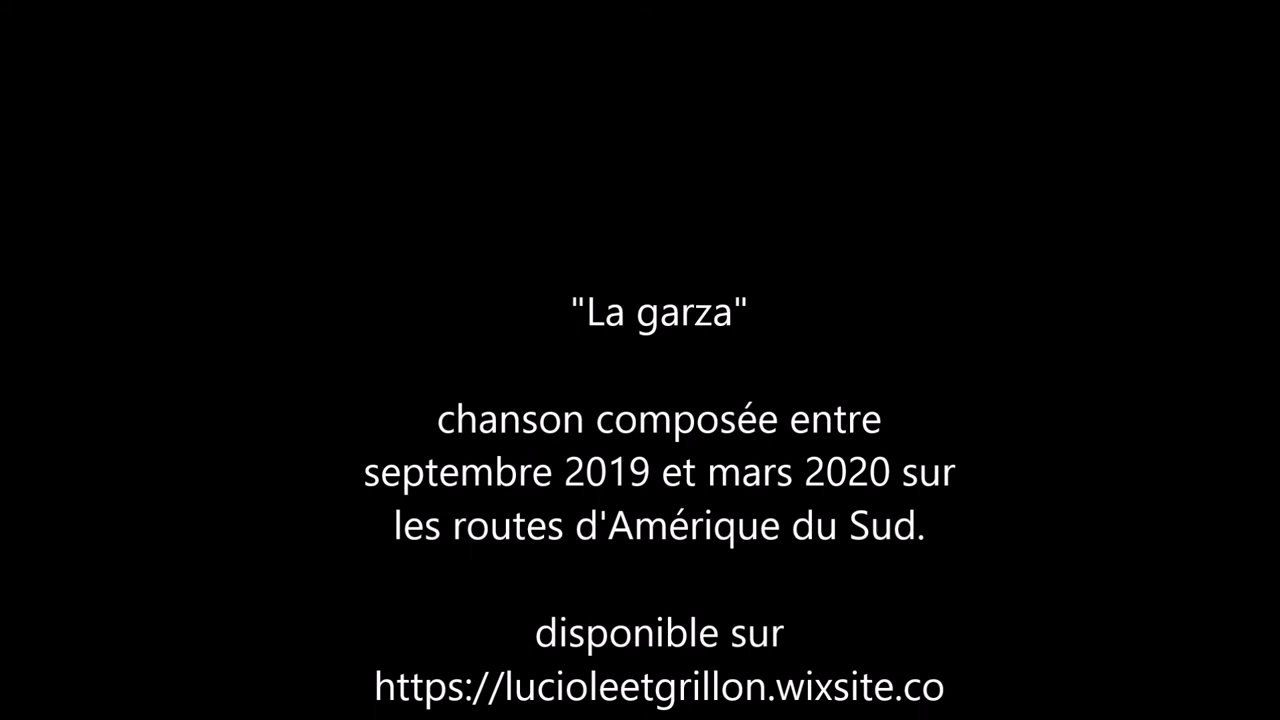 "La garza"
chanson composée entre
septembre 2019 et mars 2020 sur
les routes d'Amérique du Sud.
disponible sur
https://lucioleetgrillon.wixsite.co